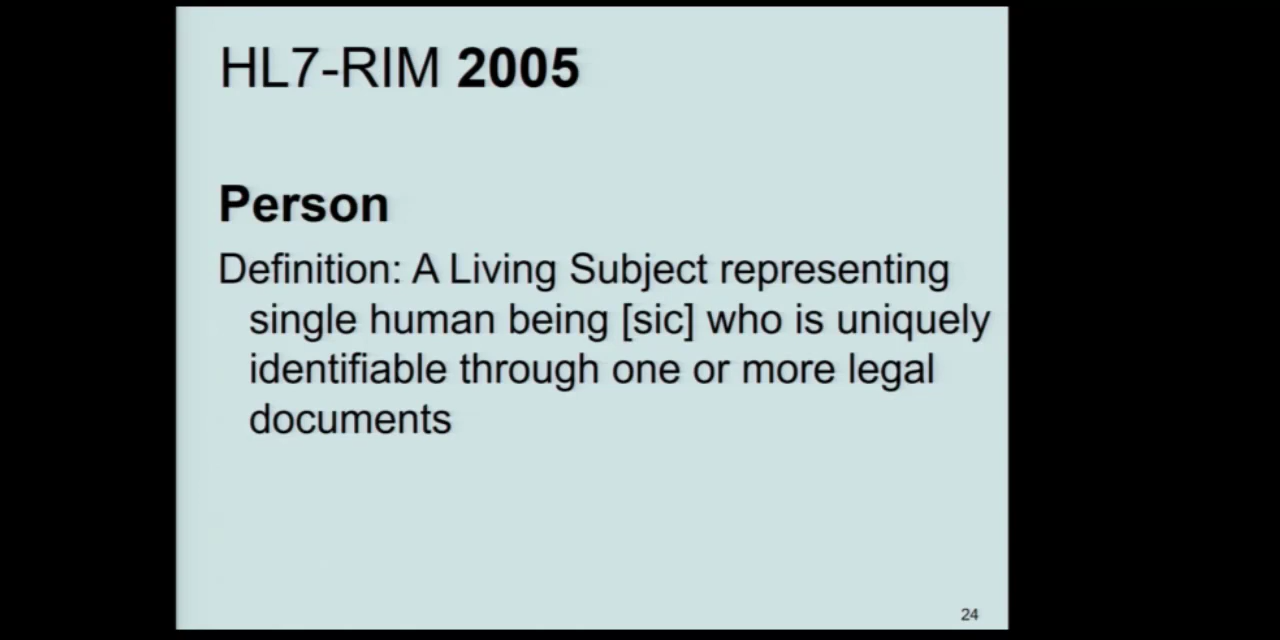 HL7-RIM 2005
Person
Definition: A Living Subject representing
single human being [sic] who is uniquely
identifiable through one or more legal
documents
24